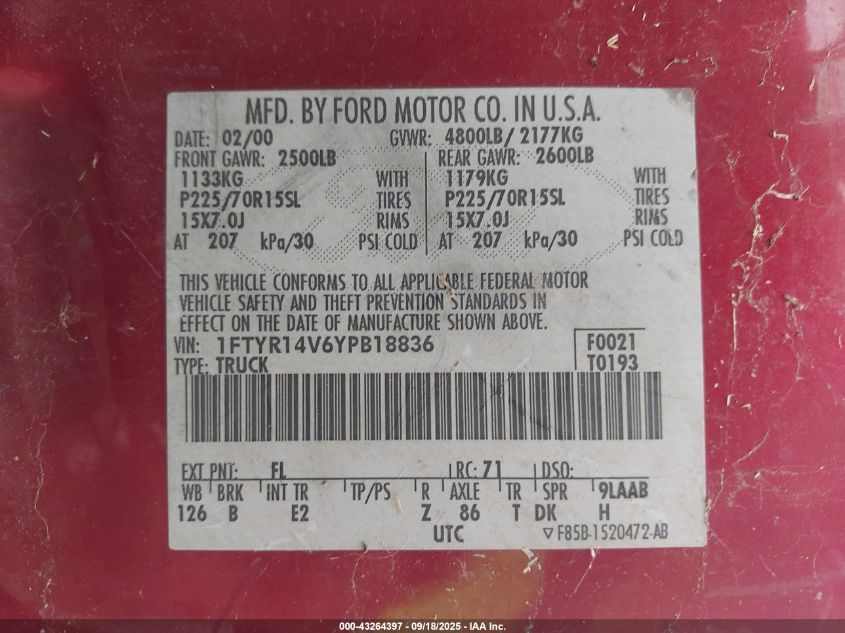 MFD. BY FORD MOTOR CO. IN U.S.A.
DATE: 02/00 GVWR: 4800LB/ 2177KG
FRONT GAWR: 2500LB REAR GAWR: 2600LB
1133KG WITH 1179KG WITH
P225/70R15SL TIRES P225/70R15SL TIRES
15X7.0J RIMS 15X7.0J RIMS
AT 207 kPa/30 PSI COLD AT 207 kPa/30 PSI COLD
THIS VEHICLE CONFORMS TO ALL APPLICABLE FEDERAL MOTOR
VEHICLE SAFETY AND THEFT PREVENTION STANDARDS IN
EFFECT ON THE DATE OF MANUFACTURE SHOWN ABOVE.
VIN: 1FTYR14V6YPB18836 F0021
TYPE: TRUCK T0193
EXT PNT: FL RC: 71 DSO:
WB BRK INT TR TP/PS R AXLE TR SPR 9LAAB
126 B E2 Z 86 T DK H
UTC ▽ F85B-1520472-AB
000-43264397 - 09/18/2025 - IAA Inc.